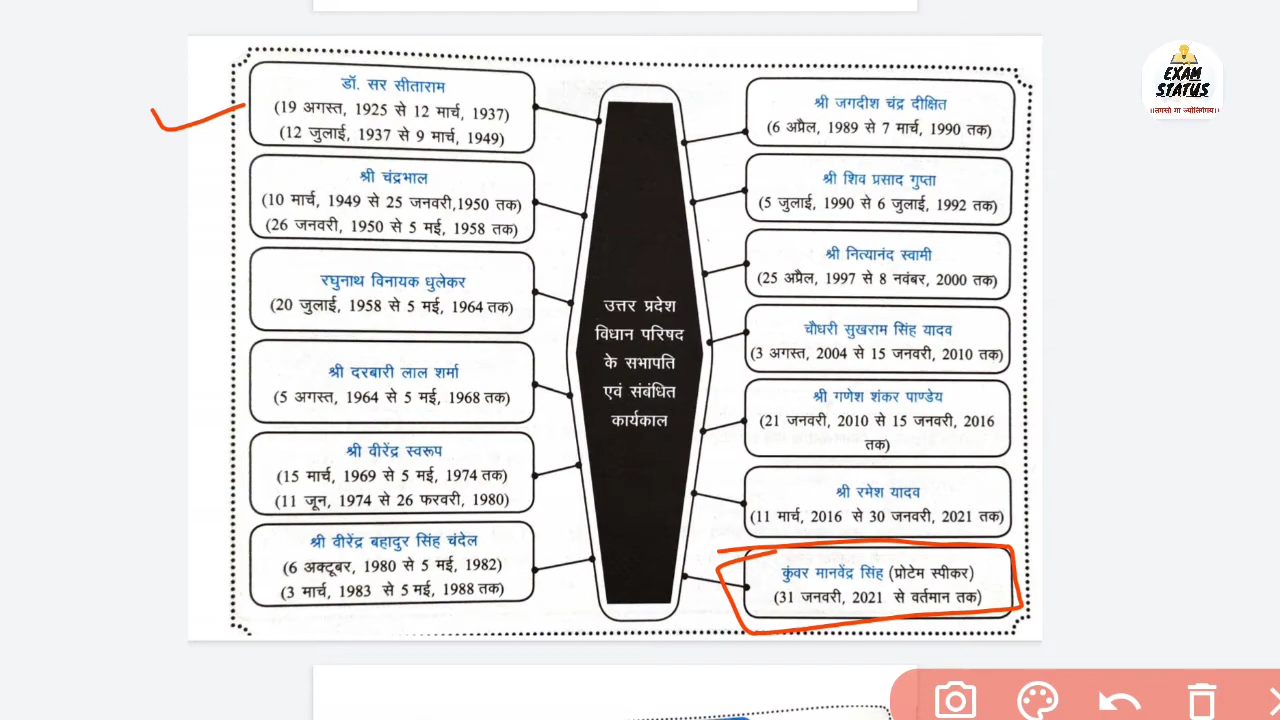 डॉ. सर सीताराम
(19 अगस्त, 1925 से 12 मार्च, 1937)
(12 जुलाई, 1937 से 9 मार्च, 1949)
श्री चंद्रभाल
(10 मार्च, 1949 से 25 जनवरी,1950 तक)
(26 जनवरी, 1950 से 5 मई, 1958 तक)
रघुनाथ विनायक धुलेकर
(20 जुलाई, 1958 से 5 मई, 1964 तक)
श्री दरबारी लाल शर्मा
(5 अगस्त, 1964 से 5 मई, 1968 तक)
श्री वीरेंद्र स्वरूप
(15 मार्च, 1969 से 5 मई, 1974 तक)
(11 जून, 1974 से 26 फरवरी, 1980)
श्री वीरेंद्र बहादुर सिंह चंदेल
(6 अक्टूबर, 1980 से 5 मई, 1982)
(3 मार्च, 1983 से 5 मई, 1988 तक)
उत्तर प्रदेश
विधान परिषद
के सभापति
एवं संबंधित
कार्यकाल
श्री जगदीश चंद्र दीक्षित
(6 अप्रैल, 1989 से 7 मार्च, 1990 तक)
श्री शिव प्रसाद गुप्ता
(5 जुलाई, 1990 से 6 जुलाई, 1992 तक)
श्री नित्यानंद स्वामी
(25 अप्रैल, 1997 से 8 नवंबर, 2000 तक)
चौधरी सुखराम सिंह यादव
(3 अगस्त, 2004 से 15 जनवरी, 2010 तक)
श्री गणेश शंकर पाण्डेय
(21 जनवरी, 2010 से 15 जनवरी, 2016
तक)
श्री रमेश यादव
(11 मार्च, 2016 से 30 जनवरी, 2021 तक)
कुंवर मानवेंद्र सिंह (प्रोटेम स्पीकर)
(31 जनवरी, 2021 से वर्तमान तक)
EXAM
STATUS